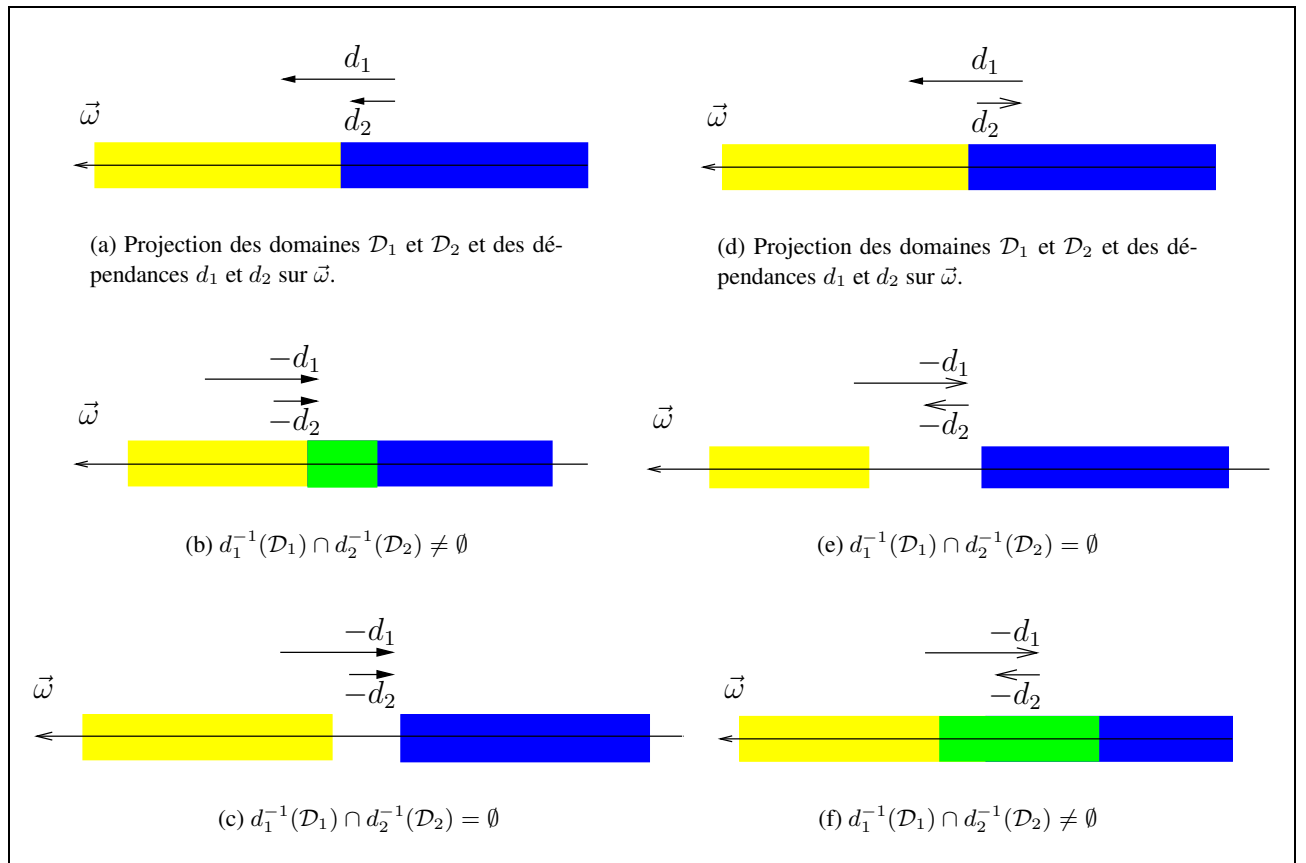 d₁
d₂
ω⃗
(a) Projection des domaines 𝒟₁ et 𝒟₂ et des dé-
pendances d₁ et d₂ sur ω⃗.
−d₁
−d₂
ω⃗
(b) d₁⁻¹(𝒟₁) ∩ d₂⁻¹(𝒟₂) ≠ ∅
−d₁
−d₂
ω⃗
(c) d₁⁻¹(𝒟₁) ∩ d₂⁻¹(𝒟₂) = ∅
d₁
d₂
ω⃗
(d) Projection des domaines 𝒟₁ et 𝒟₂ et des dé-
pendances d₁ et d₂ sur ω⃗.
−d₁
−d₂
ω⃗
(e) d₁⁻¹(𝒟₁) ∩ d₂⁻¹(𝒟₂) = ∅
−d₁
−d₂
ω⃗
(f) d₁⁻¹(𝒟₁) ∩ d₂⁻¹(𝒟₂) ≠ ∅